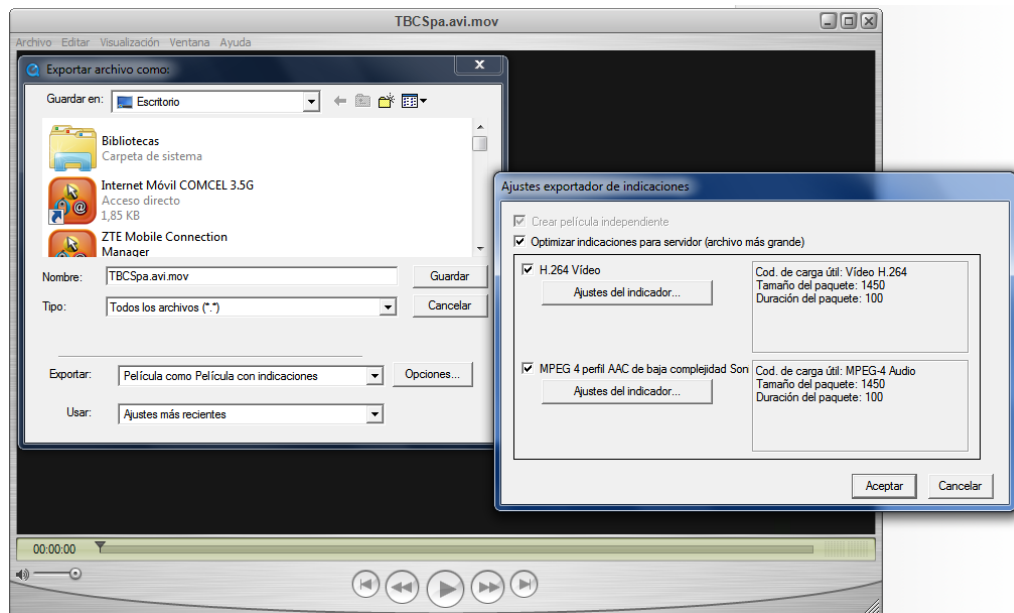 TBCSpa.avi.mov
Archivo Editar Visualización Ventana Ayuda
Exportar archivo como:
Guardar en: Escritorio
Bibliotecas
Carpeta de sistema
Internet Móvil COMCEL 3.5G
Acceso directo
1,85 KB
ZTE Mobile Connection
Manager
Nombre: TBCSpa.avi.mov Guardar
Tipo: Todos los archivos (*.*) Cancelar
Exportar: Película como Película con indicaciones Opciones...
Usar: Ajustes más recientes
Ajustes exportador de indicaciones
Crear película independiente
Optimizar indicaciones para servidor (archivo más grande)
H.264 Vídeo
Ajustes del indicador...
Cod. de carga útil: Vídeo H.264
Tamaño del paquete: 1450
Duración del paquete: 100
MPEG 4 perfil AAC de baja complejidad Son
Ajustes del indicador...
Cod. de carga útil: MPEG-4 Audio
Tamaño del paquete: 1450
Duración del paquete: 100
Aceptar Cancelar
00:00:00